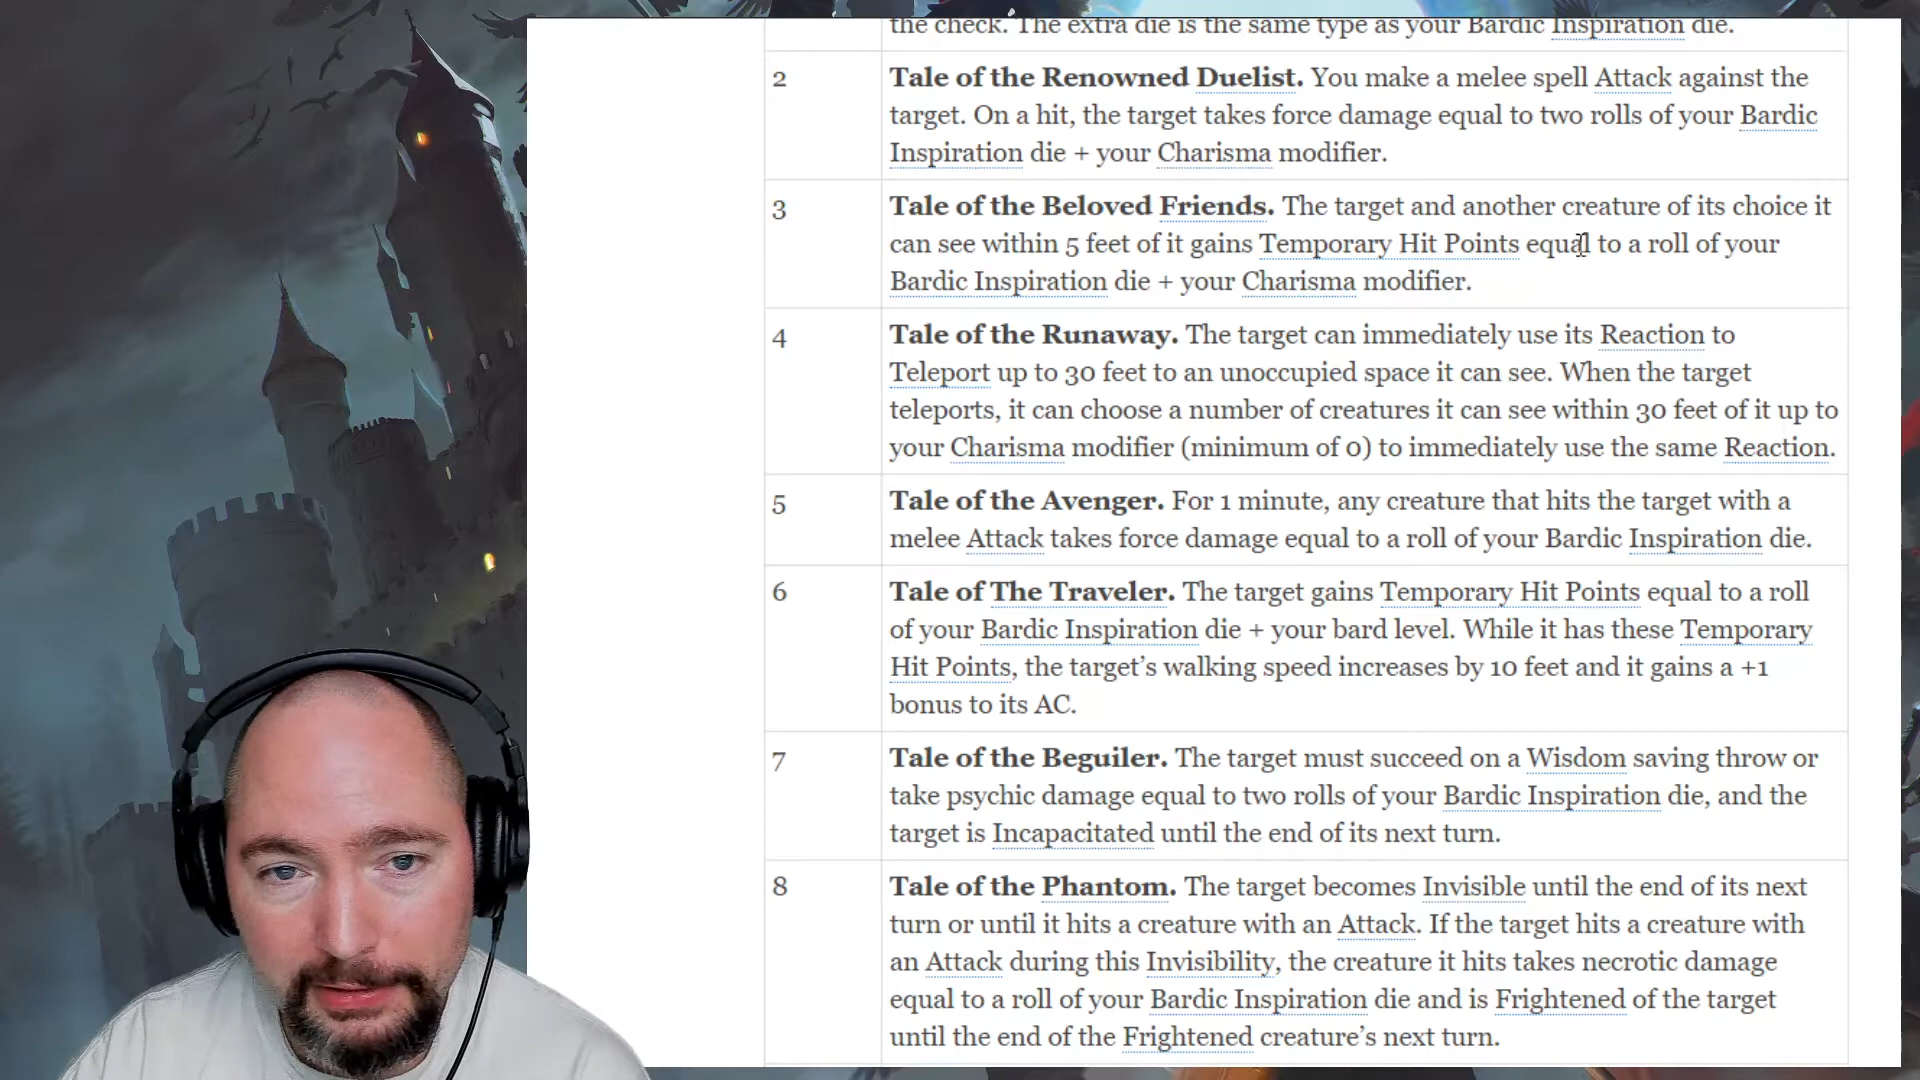 the check. The extra die is the same type as your Bardic Inspiration die.
2
Tale of the Renowned Duelist. You make a melee spell Attack against the
target. On a hit, the target takes force damage equal to two rolls of your Bardic
Inspiration die + your Charisma modifier.
3
Tale of the Beloved Friends. The target and another creature of its choice it
can see within 5 feet of it gains Temporary Hit Points equal to a roll of your
Bardic Inspiration die + your Charisma modifier.
4
Tale of the Runaway. The target can immediately use its Reaction to
Teleport up to 30 feet to an unoccupied space it can see. When the target
teleports, it can choose a number of creatures it can see within 30 feet of it up to
your Charisma modifier (minimum of 0) to immediately use the same Reaction.
5
Tale of the Avenger. For 1 minute, any creature that hits the target with a
melee Attack takes force damage equal to a roll of your Bardic Inspiration die.
6
Tale of The Traveler. The target gains Temporary Hit Points equal to a roll
of your Bardic Inspiration die + your bard level. While it has these Temporary
Hit Points, the target’s walking speed increases by 10 feet and it gains a +1
bonus to its AC.
7
Tale of the Beguiler. The target must succeed on a Wisdom saving throw or
take psychic damage equal to two rolls of your Bardic Inspiration die, and the
target is Incapacitated until the end of its next turn.
8
Tale of the Phantom. The target becomes Invisible until the end of its next
turn or until it hits a creature with an Attack. If the target hits a creature with
an Attack during this Invisibility, the creature it hits takes necrotic damage
equal to a roll of your Bardic Inspiration die and is Frightened of the target
until the end of the Frightened creature’s next turn.